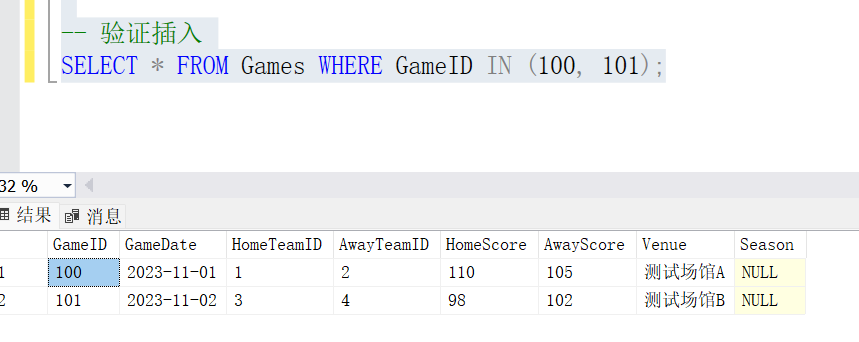 -- 验证插入
SELECT * FROM Games WHERE GameID IN (100, 101);
32 %
结果 消息
GameID GameDate HomeTeamID AwayTeamID HomeScore AwayScore Venue Season
1 100 2023-11-01 1 2 110 105 测试场馆A NULL
2 101 2023-11-02 3 4 98 102 测试场馆B NULL